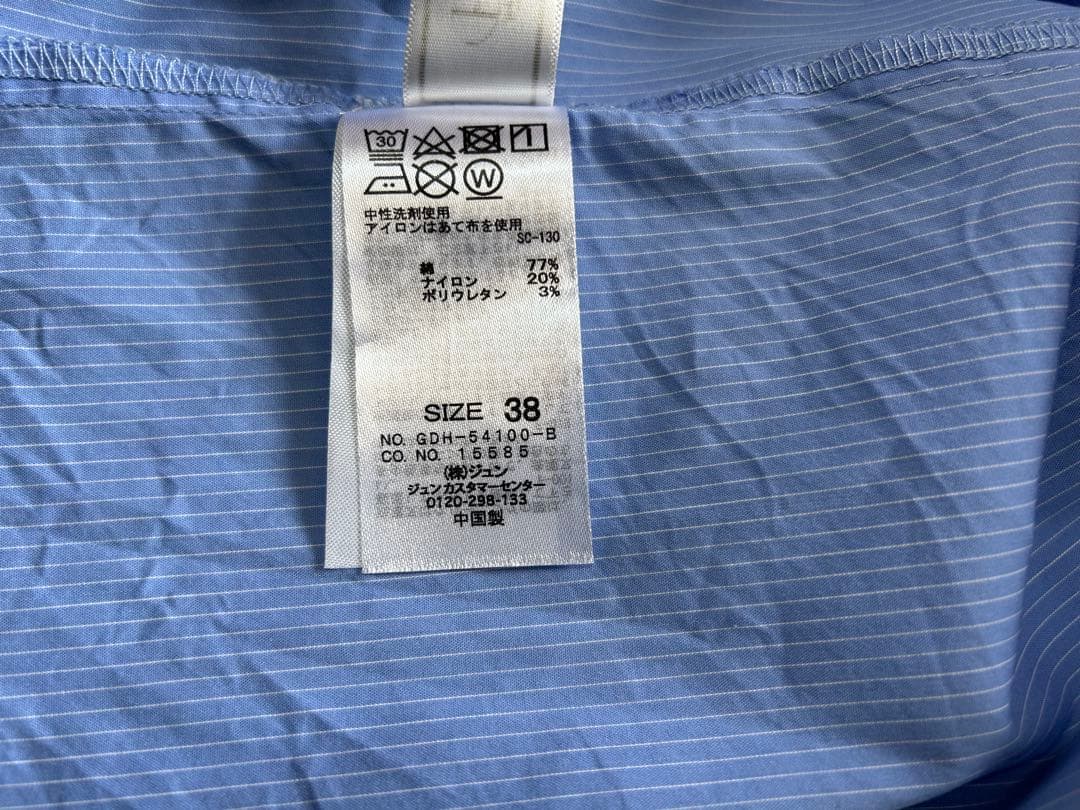 30
W
中性洗剤使用
アイロンはあて布を使用
SC-130
綿 77%
ナイロン 20%
ポリウレタン 3%
SIZE 38
NO. GDH-54100-B
CO. NO. 15585
(株)ジュン
ジュンカスタマーセンター
0120-298-133
中国製